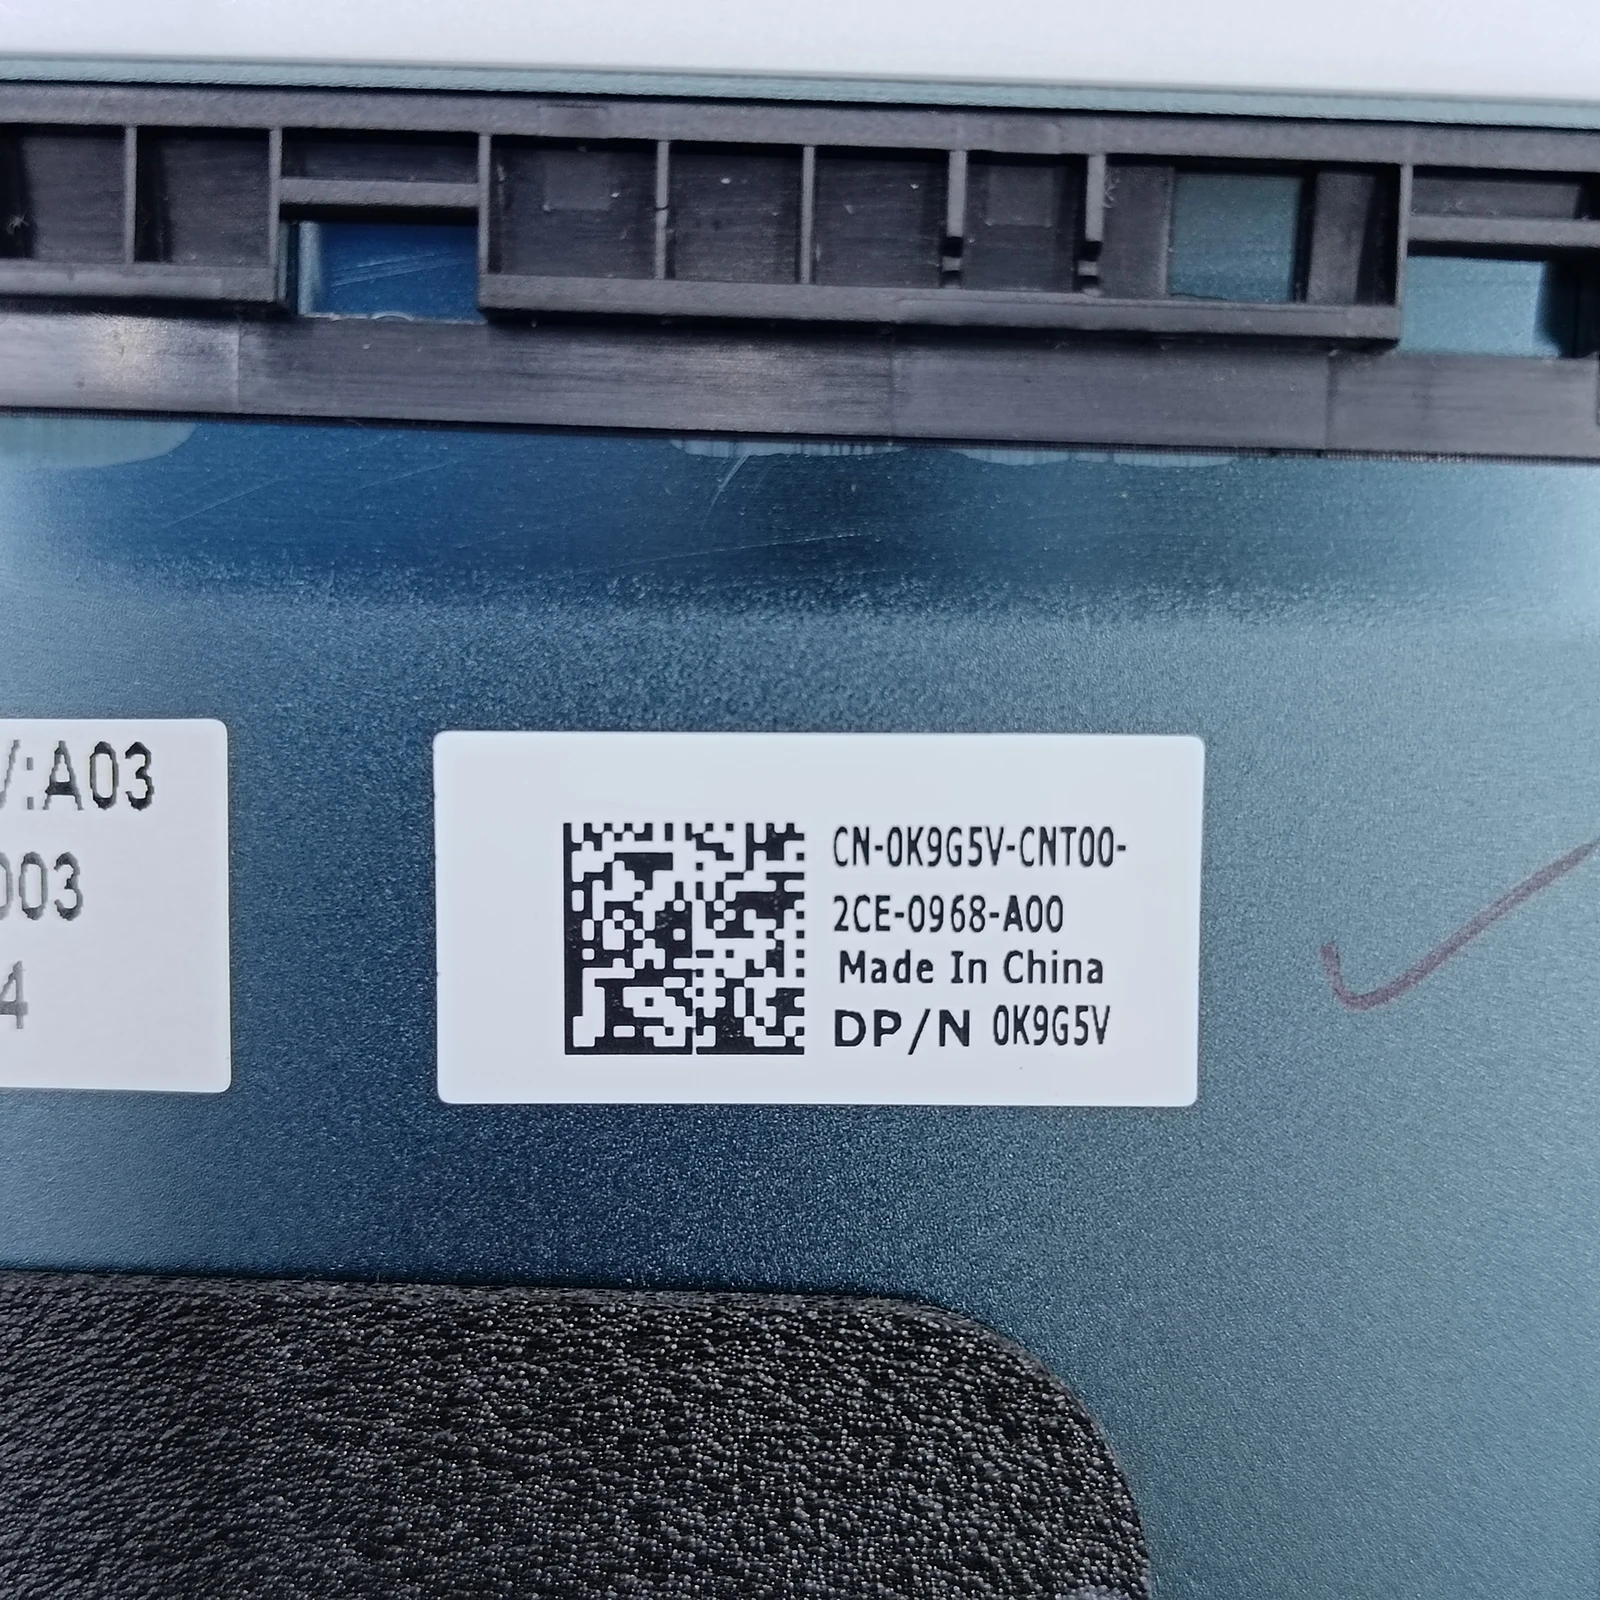 V:A03
003
4
CN-0K9G5V-CNT00-
2CE-0968-A00
Made In China
DP/N 0K9G5V